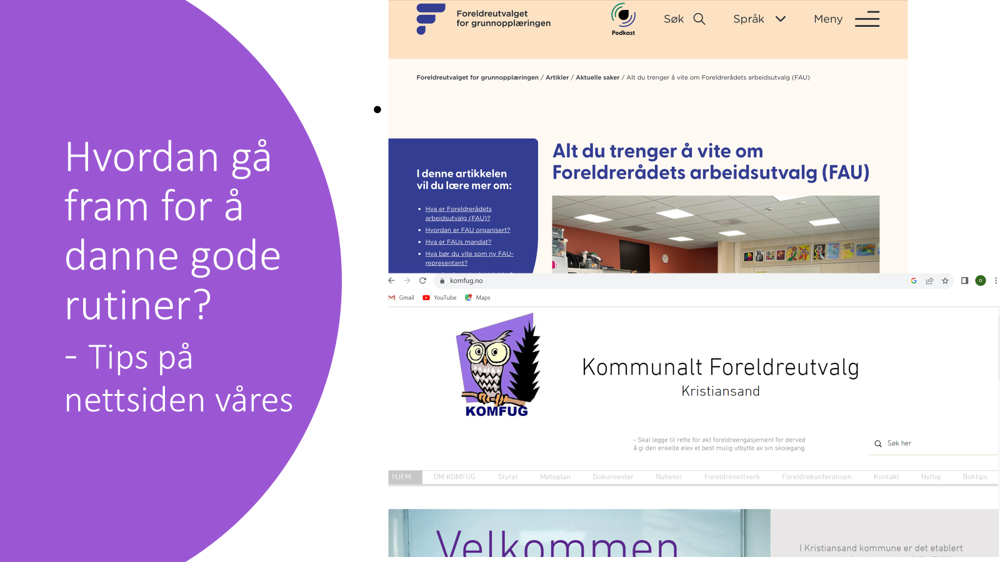 Hvordan gå
fram for å
danne gode
rutiner?
- Tips på
nettsiden våres
•
Foreldreutvalget
for grunnopplæringen
Podkast
Søk
Språk
Meny
Foreldreutvalget for grunnopplæringen / Artikler / Aktuelle saker / Alt du trenger å vite om Foreldrerådets arbeidsutvalg (FAU)
I denne artikkelen
vil du lære mer om:
• Hva er Foreldrerådets
arbeidsutvalg (FAU)?
• Hvordan er FAU organisert?
• Hva er FAUs mandat?
• Hva bør du vite som ny FAU-
representant?
Alt du trenger å vite om
Foreldrerådets arbeidsutvalg (FAU)
komfug.no
Gmail
YouTube
Maps
KOMFUG
Kommunalt Foreldreutvalg
Kristiansand
- Skal legge til rette for økt foreldreengasjement for derved
å gi den enkelte elev et best mulig utbytte av sin skolegang.
Søk her
HJEM
OM KOMFUG
Styret
Møteplan
Dokumenter
Nyheter
Foreldrenettverk
Foreldrekonferansen
Kontakt
Nyttig
Boktips
Velkommen
I Kristiansand kommune er det etablert